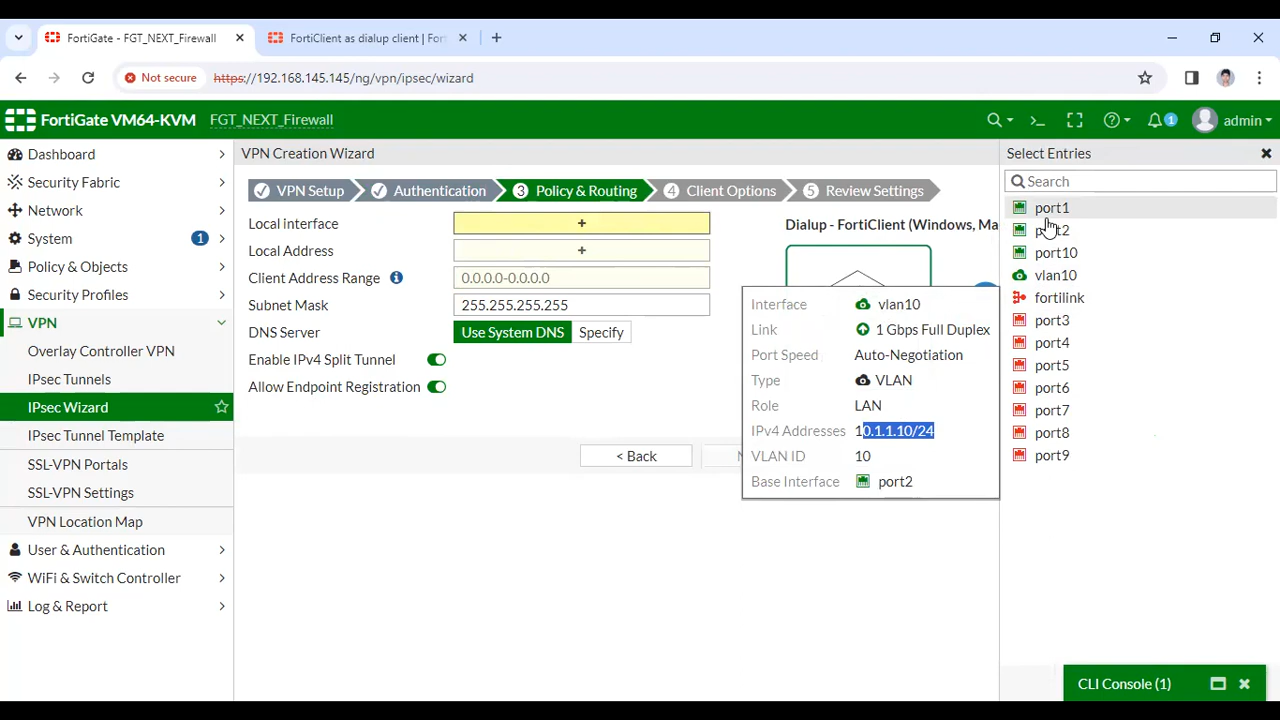 FortiGate - FGT_NEXT_Firewall
FortiClient as dialup client | For
Not secure
https://192.168.145.145/ng/vpn/ipsec/wizard
FortiGate VM64-KVM
FGT_NEXT_Firewall
1
admin
Dashboard
Security Fabric
Network
System
1
Policy & Objects
Security Profiles
VPN
Overlay Controller VPN
IPsec Tunnels
IPsec Wizard
IPsec Tunnel Template
SSL-VPN Portals
SSL-VPN Settings
VPN Location Map
User & Authentication
WiFi & Switch Controller
Log & Report
VPN Creation Wizard
VPN Setup
Authentication
3 Policy & Routing
4 Client Options
5 Review Settings
Local interface
+
Local Address
+
Client Address Range
0.0.0.0-0.0.0.0
Subnet Mask
255.255.255.255
DNS Server
Use System DNS
Specify
Enable IPv4 Split Tunnel
Allow Endpoint Registration
< Back
Dialup - FortiClient (Windows, Ma
Interface
vlan10
Link
1 Gbps Full Duplex
Port Speed
Auto-Negotiation
Type
VLAN
Role
LAN
IPv4 Addresses
10.1.1.10/24
VLAN ID
10
Base Interface
port2
Select Entries
Search
port1
port2
port10
vlan10
fortilink
port3
port4
port5
port6
port7
port8
port9
CLI Console (1)